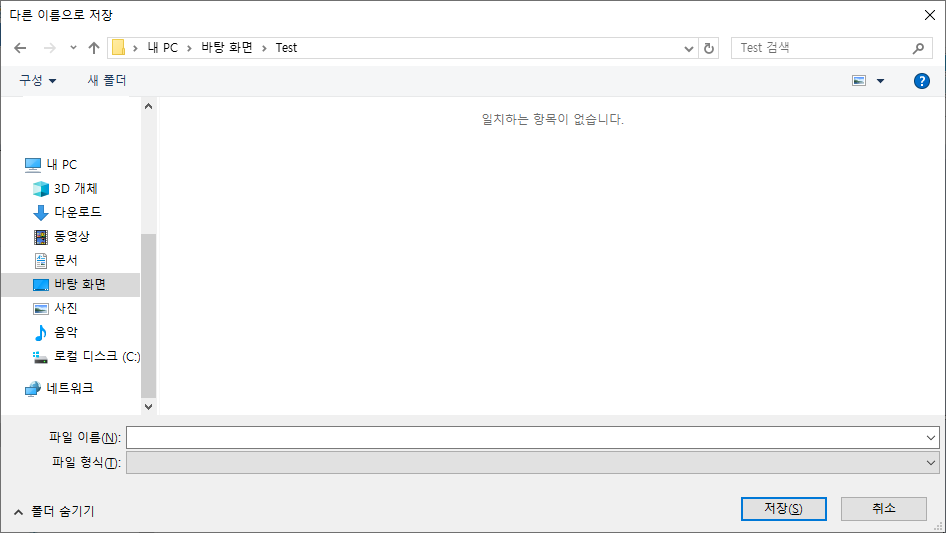 다른 이름으로 저장
내 PC > 바탕 화면 > Test
Test 검색
구성 새 폴더
일치하는 항목이 없습니다.
내 PC
3D 개체
다운로드
동영상
문서
바탕 화면
사진
음악
로컬 디스크 (C:)
네트워크
파일 이름(N):
파일 형식(T):
폴더 숨기기
저장(S)
취소